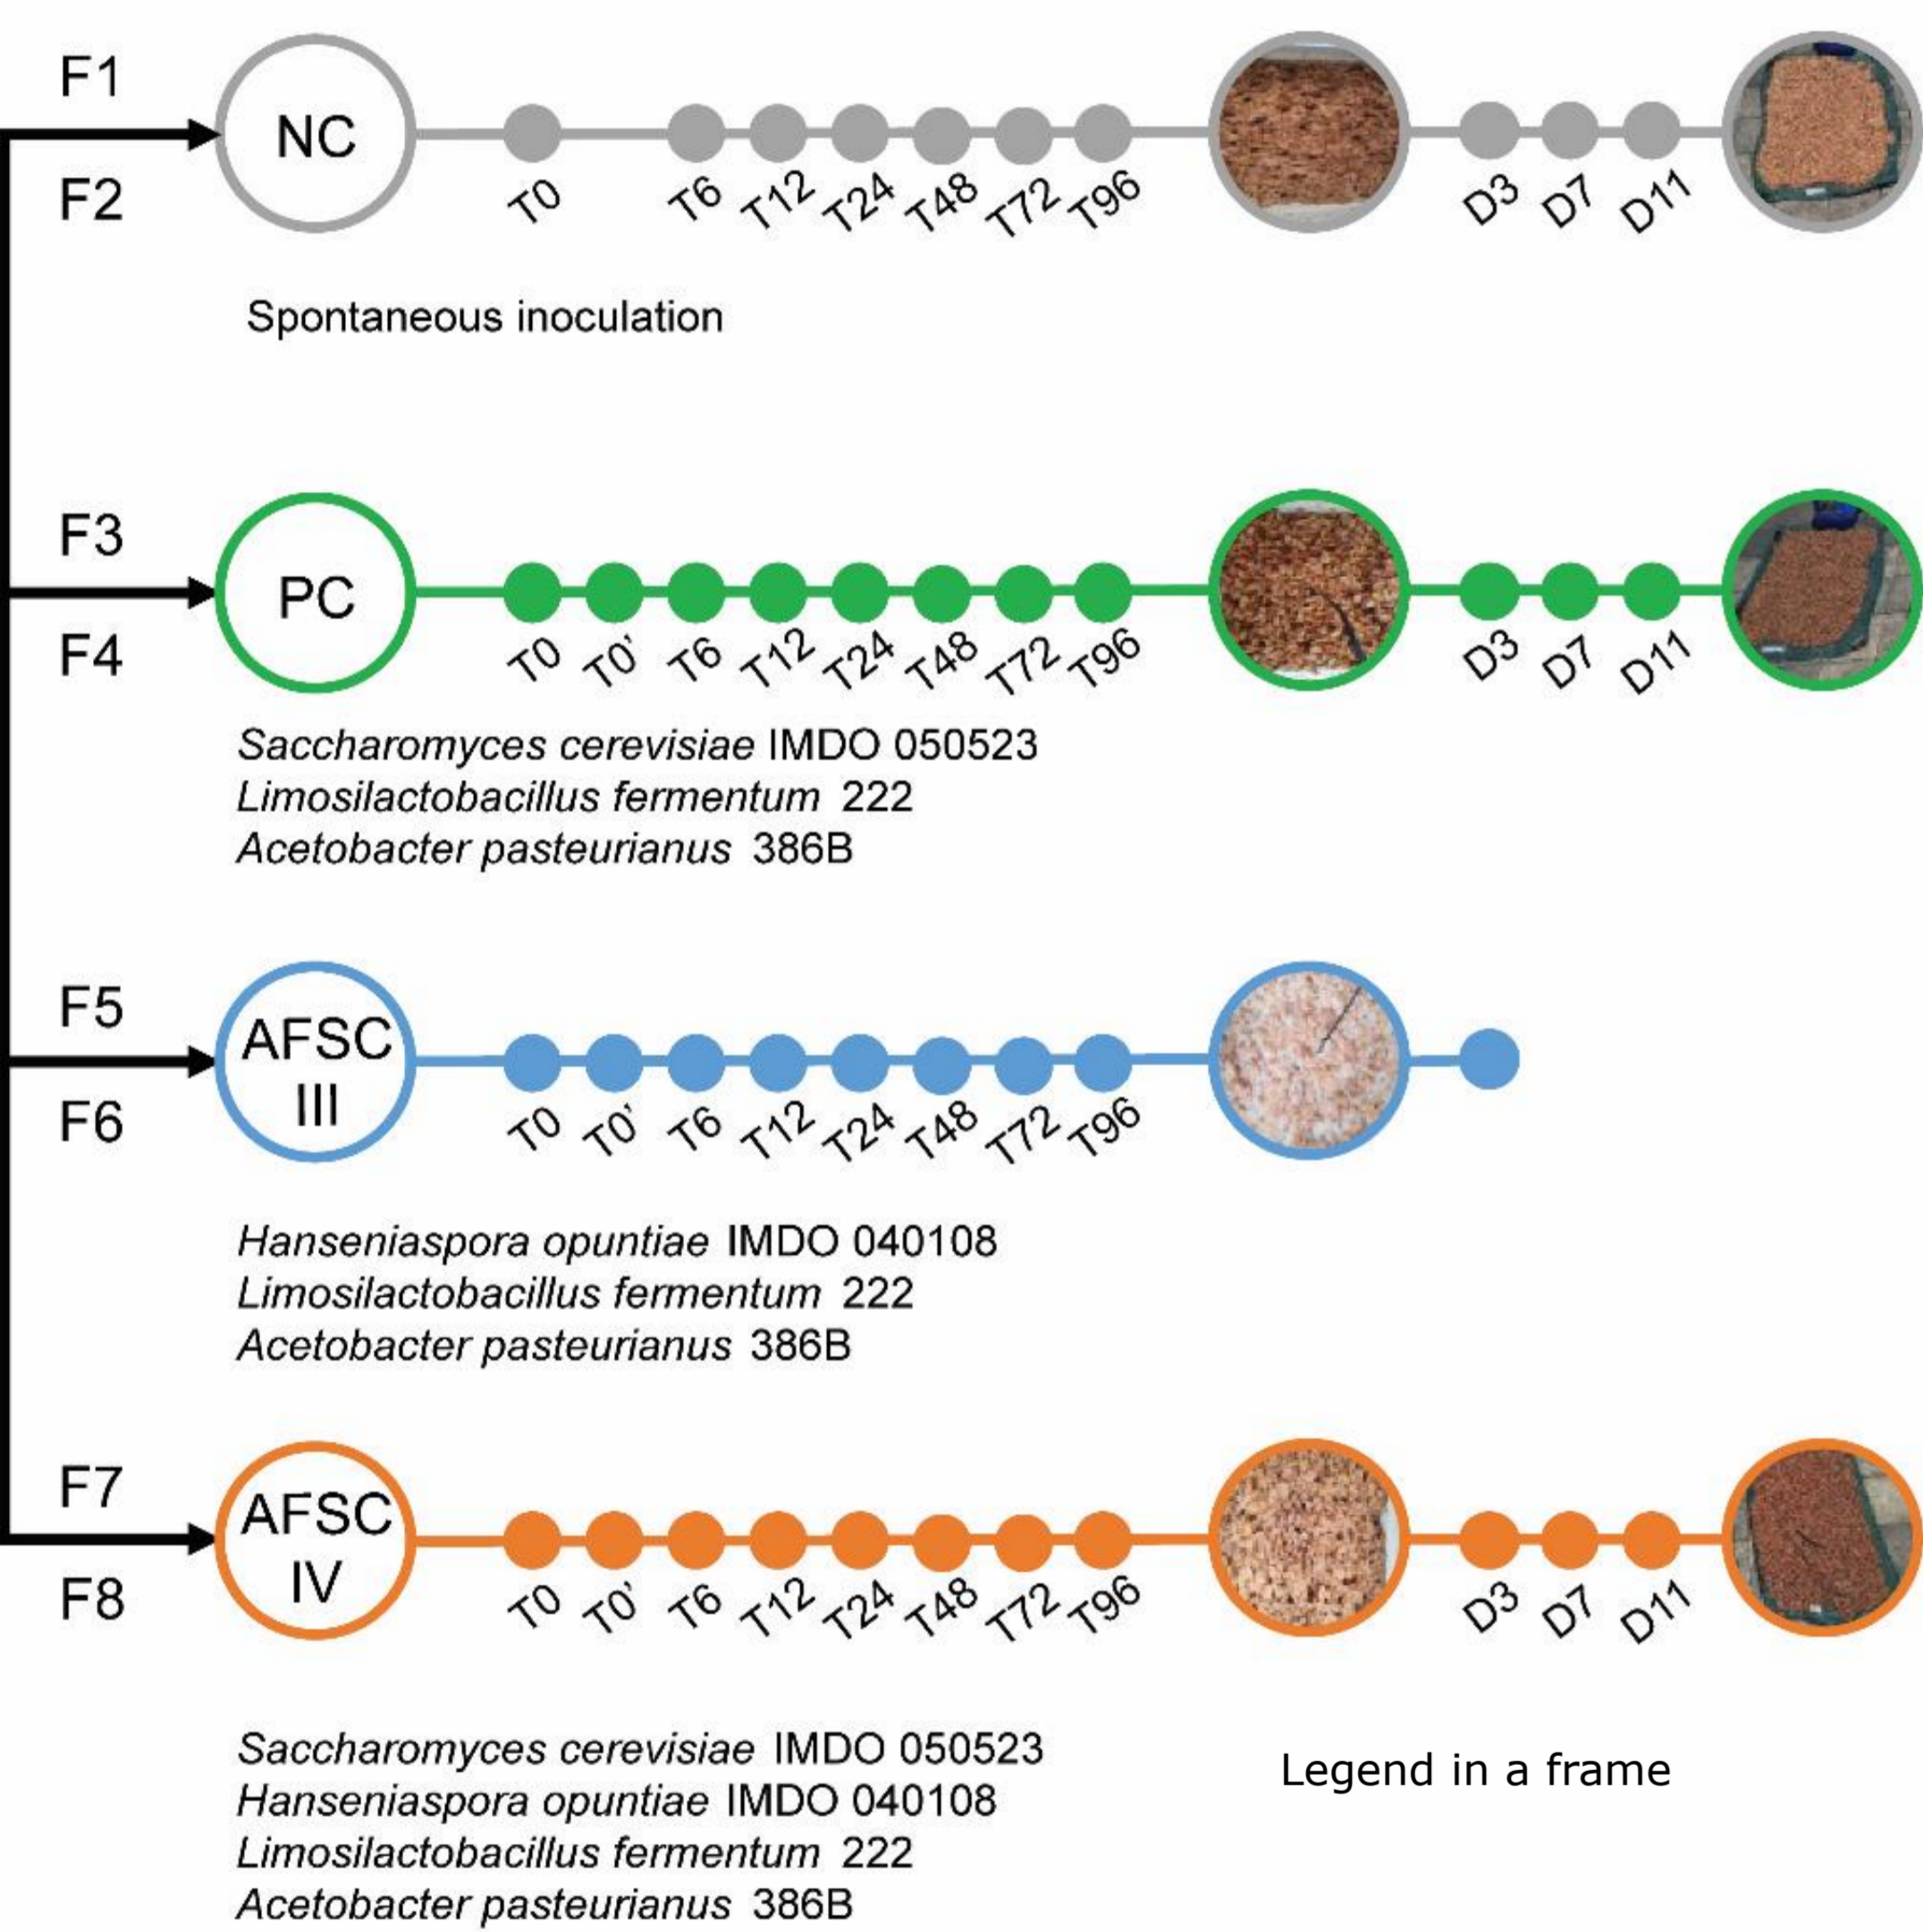 F1
F2
NC
T0 T6 T12 T24 T48 T72 T96 D3 D7 D11
Spontaneous inoculation
F3
F4
PC
T0 T0’ T6 T12 T24 T48 T72 T96 D3 D7 D11
Saccharomyces cerevisiae IMDO 050523
Limosilactobacillus fermentum 222
Acetobacter pasteurianus 386B
F5
F6
AFSC
III
T0 T0’ T6 T12 T24 T48 T72 T96
Hanseniaspora opuntiae IMDO 040108
Limosilactobacillus fermentum 222
Acetobacter pasteurianus 386B
F7
F8
AFSC
IV
T0 T0’ T6 T12 T24 T48 T72 T96 D3 D7 D11
Saccharomyces cerevisiae IMDO 050523
Hanseniaspora opuntiae IMDO 040108
Limosilactobacillus fermentum 222
Acetobacter pasteurianus 386B
Legend in a frame